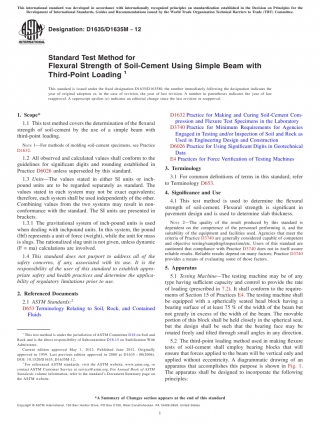 This international standard was developed in accordance with internationally recognized principles on standardization established in the Decision on Principles for the
Development of International Standards, Guides and Recommendations issued by the World Trade Organization Technical Barriers to Trade (TBT) Committee.
Designation: D1635/D1635M − 12
INTERNATIONAL
Standard Test Method for
Flexural Strength of Soil-Cement Using Simple Beam with
Third-Point Loading 1
This standard is issued under the fixed designation D1635/D1635M; the number immediately following the designation indicates the
year of original adoption or, in the case of revision, the year of last revision. A number in parentheses indicates the year of last
reapproval. A superscript epsilon (ε) indicates an editorial change since the last revision or reapproval.
1. Scope*
1.1 This test method covers the determination of the flexural
strength of soil-cement by the use of a simple beam with
third-point loading.
NOTE 1—For methods of molding soil-cement specimens, see Practice
D1632.
1.2 All observed and calculated values shall conform to the
guidelines for significant digits and rounding established in
Practice D6026 unless superseded by this standard.
1.3 Units—The values stated in either SI units or inch-
pound units are to be regarded separately as standard. The
values stated in each system may not be exact equivalents;
therefore, each system shall be used independently of the other.
Combining values from the two systems may result in non-
conformance with the standard. The SI units are presented in
brackets.
1.3.1 The gravitational system of inch-pound units is used
when dealing with inch-pound units. In this system, the pound
(lbf) represents a unit of force (weight), while the unit for mass
is slugs. The rationalized slug unit is not given, unless dynamic
(F = ma) calculations are involved.
1.4 This standard does not purport to address all of the
safety concerns, if any, associated with its use. It is the
responsibility of the user of this standard to establish appro-
priate safety and health practices and determine the applica-
bility of regulatory limitations prior to use.
2. Referenced Documents
2.1 ASTM Standards:2
D653 Terminology Relating to Soil, Rock, and Contained
Fluids
1 This test method is under the jurisdiction of ASTM Committee D18 on Soil and
Rock and is the direct responsibility of Subcommittee D18.15 on Stabilization With
Admixtures.
Current edition approved May 1, 2012. Published June 2012. Originally
approved in 1959. Last previous edition approved in 2006 as D1635 – 00(2006).
DOI: 10.1520/D1635_D1635M-12.
2 For referenced ASTM standards, visit the ASTM website, www.astm.org, or
contact ASTM Customer Service at service@astm.org. For Annual Book of ASTM
Standards volume information, refer to the standard's Document Summary page on
the ASTM website.
D1632 Practice for Making and Curing Soil-Cement Com-
pression and Flexure Test Specimens in the Laboratory
D3740 Practice for Minimum Requirements for Agencies
Engaged in Testing and/or Inspection of Soil and Rock as
Used in Engineering Design and Construction
D6026 Practice for Using Significant Digits in Geotechnical
Data
E4 Practices for Force Verification of Testing Machines
3. Terminology
3.1 For common definitions of terms in this standard, refer
to Terminology D653.
4. Significance and Use
4.1 This test method is used to determine the flexural
strength of soil-cement. Flexural strength is significant in
pavement design and is used to determine slab thickness.
NOTE 2—The quality of the result produced by this standard is
dependent on the competence of the personnel performing it, and the
suitability of the equipment and facilities used. Agencies that meet the
criteria of Practice D3740 are generally considered capable of competent
and objective testing/sampling/inspection/etc. Users of this standard are
cautioned that compliance with Practice D3740 does not in itself assure
reliable results. Reliable results depend on many factors; Practice D3740
provides a means of evaluating some of those factors.
5. Apparatus
5.1 Testing Machine—The testing machine may be of any
type having sufficient capacity and control to provide the rate
of loading (prescribed in 7.2). It shall conform to the require-
ments of Section 15 of Practices E4. The testing machine shall
be equipped with a spherically seated head block having a
bearing surface of at least 75 % of the width of the beam but
not greatly in excess of the width of the beam. The movable
portion of this block shall be held closely in the spherical seat,
but the design shall be such that the bearing face may be
rotated freely and tilted through small angles in any direction.
5.2 The third-point loading method used in making flexure
tests of soil-cement shall employ bearing blocks that will
ensure that forces applied to the beam will be vertical only and
applied without eccentricity. A diagrammatic drawing of an
apparatus that accomplishes this purpose is shown in Fig. 1.
The apparatus shall be designed to incorporate the following
principles:
*A Summary of Changes section appears at the end of this standard
1